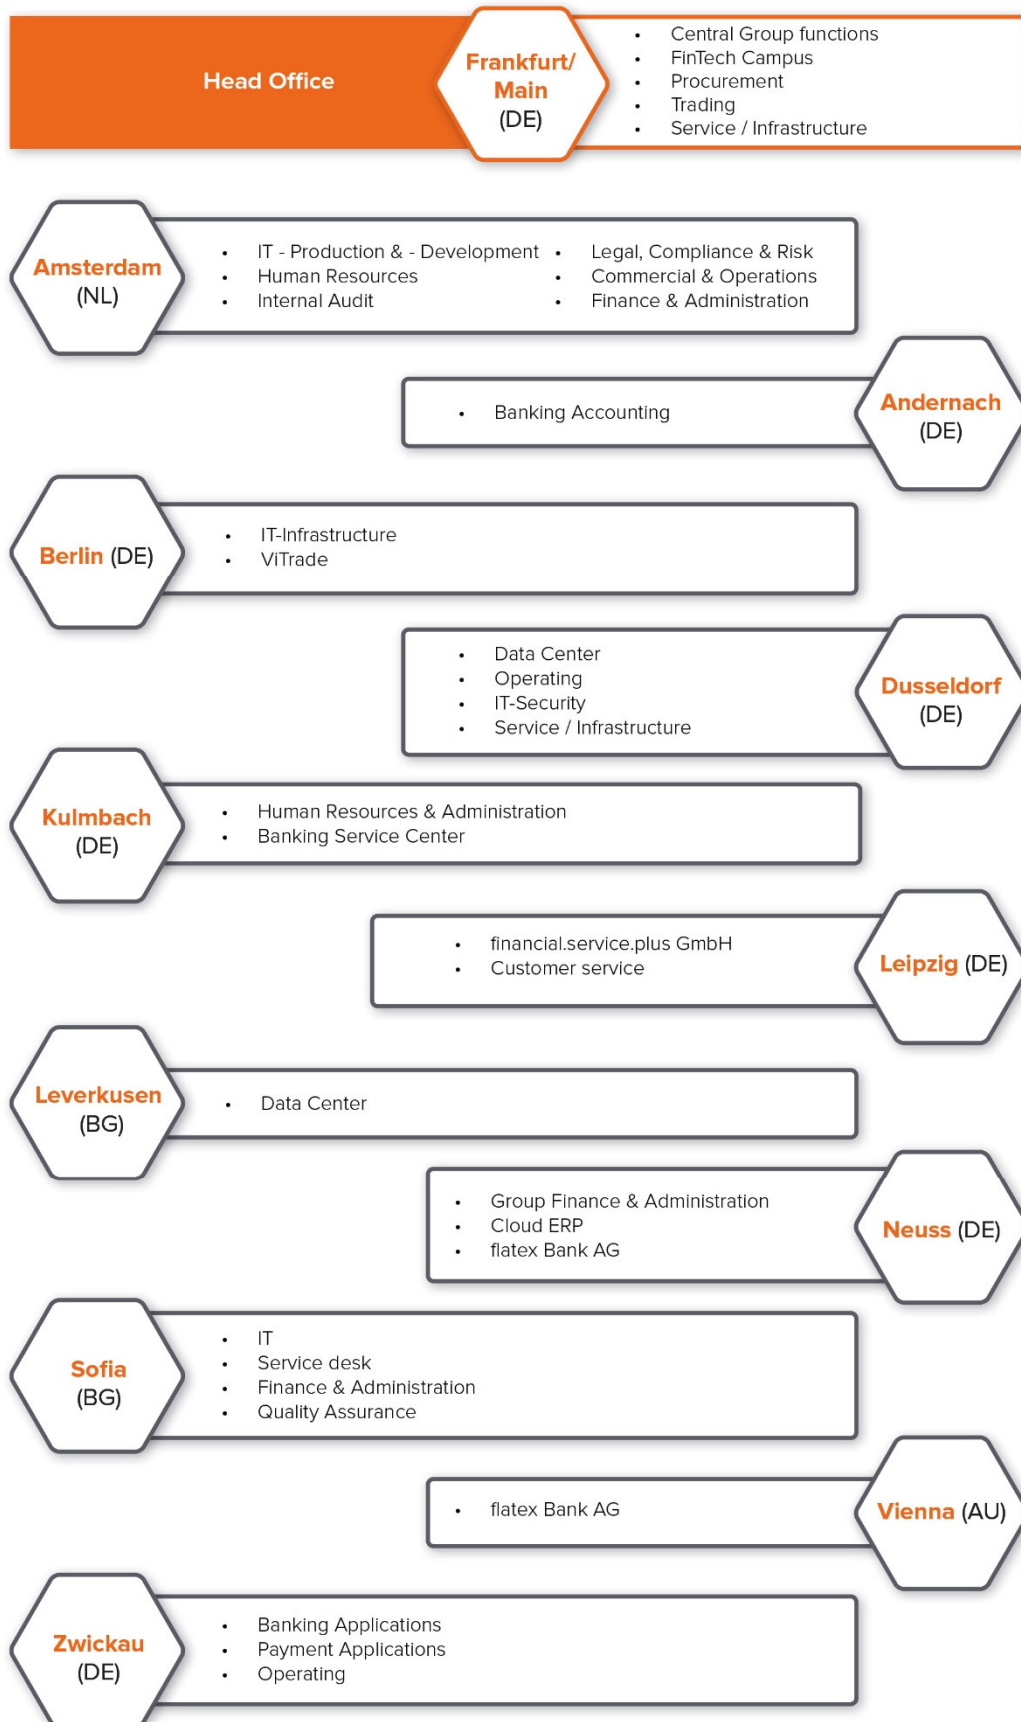 Head Office
Frankfurt/
Main
(DE)
• Central Group functions
• FinTech Campus
• Procurement
• Trading
• Service / Infrastructure
Amsterdam
(NL)
• IT - Production & - Development
• Human Resources
• Internal Audit
• Legal, Compliance & Risk
• Commercial & Operations
• Finance & Administration
• Banking Accounting
Andernach
(DE)
Berlin (DE)
• IT-Infrastructure
• ViTrade
• Data Center
• Operating
• IT-Security
• Service / Infrastructure
Dusseldorf
(DE)
Kulmbach
(DE)
• Human Resources & Administration
• Banking Service Center
• financial.service.plus GmbH
• Customer service
Leipzig (DE)
Leverkusen
(BG)
• Data Center
• Group Finance & Administration
• Cloud ERP
• flatex Bank AG
Neuss (DE)
Sofia
(BG)
• IT
• Service desk
• Finance & Administration
• Quality Assurance
• flatex Bank AG
Vienna (AU)
Zwickau
(DE)
• Banking Applications
• Payment Applications
• Operating